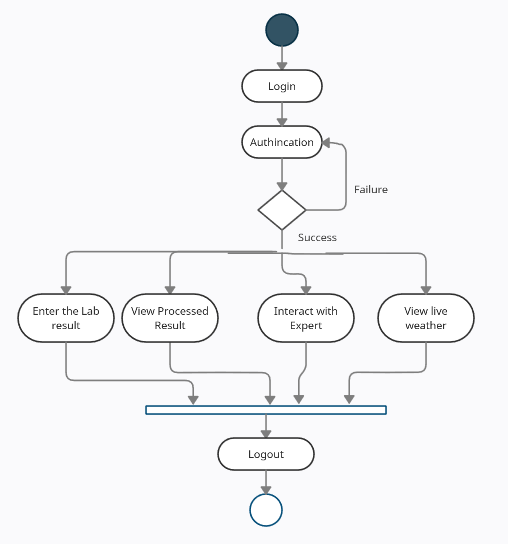 Login
Authincation
Failure
Success
Enter the Lab
result
View Processed
Result
Interact with
Expert
View live
weather
Logout